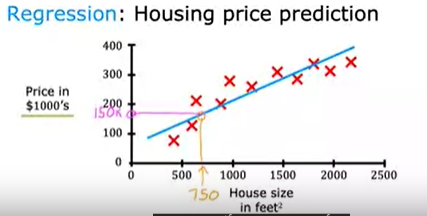 Regression: Housing price prediction
400
300
Price in
$1000's
200
150K
100
0
0 500 1000 1500 2000 2500
750
House size
in feet²